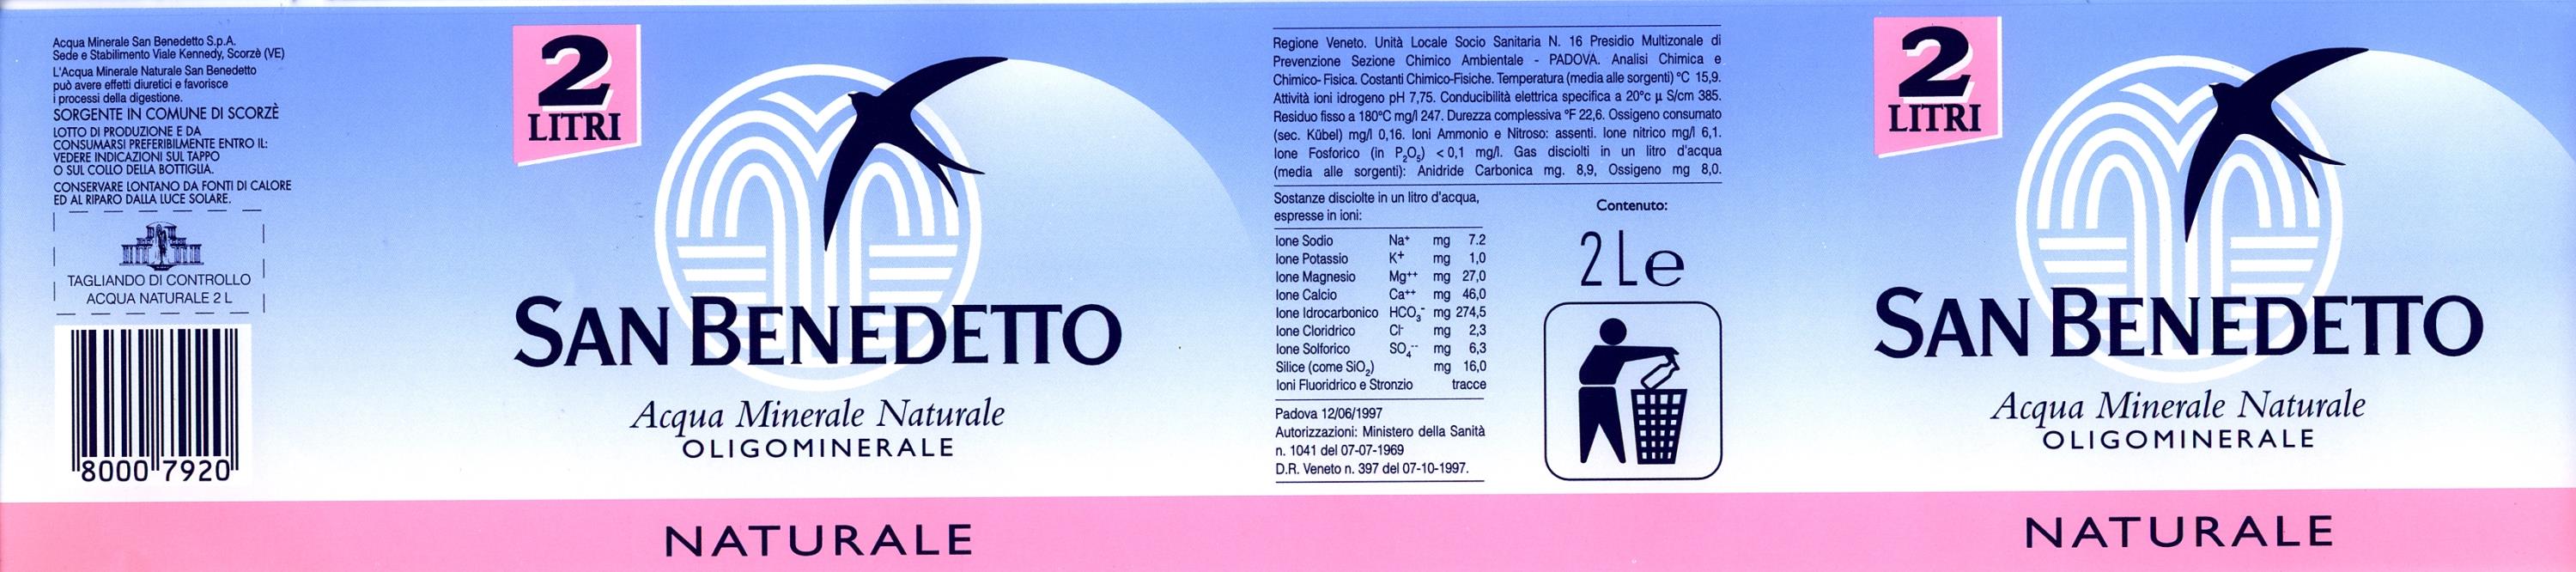 Acqua Minerale San Benedetto S.p.A.
Sede e Stabilimento Viale Kennedy, Scorzè (VE)
L'Acqua Minerale Naturale San Benedetto
può avere effetti diuretici e favorisce
i processi della digestione.
SORGENTE IN COMUNE DI SCORZÈ
LOTTO DI PRODUZIONE E DA
CONSUMARSI PREFERIBILMENTE ENTRO IL:
VEDERE INDICAZIONI SUL TAPPO
O SUL COLLO DELLA BOTTIGLIA.
CONSERVARE LONTANO DA FONTI DI CALORE
ED AL RIPARO DALLA LUCE SOLARE.
TAGLIANDO DI CONTROLLO
ACQUA NATURALE 2 L
8000 7920
2
LITRI
SAN BENEDETTO
Acqua Minerale Naturale
OLIGOMINERALE
NATURALE
Regione Veneto. Unità Locale Socio Sanitaria N. 16 Presidio Multizonale di
Prevenzione Sezione Chimico Ambientale - PADOVA. Analisi Chimica e
Chimico- Fisica. Costanti Chimico-Fisiche. Temperatura (media alle sorgenti) °C 15,9.
Attività ioni idrogeno pH 7,75. Conducibilità elettrica specifica a 20°c µ S/cm 385.
Residuo fisso a 180°C mg/l 247. Durezza complessiva °F 22,6. Ossigeno consumato
(sec. Kübel) mg/l 0,16. Ioni Ammonio e Nitroso: assenti. Ione nitrico mg/l 6,1.
Ione Fosforico (in P₂O₅) < 0,1 mg/l. Gas disciolti in un litro d'acqua
(media alle sorgenti): Anidride Carbonica mg. 8,9, Ossigeno mg 8,0.
Sostanze disciolte in un litro d'acqua,
espresse in ioni:
Ione Sodio Na⁺ mg 7.2
Ione Potassio K⁺ mg 1,0
Ione Magnesio Mg⁺⁺ mg 27,0
Ione Calcio Ca⁺⁺ mg 46,0
Ione Idrocarbonico HCO₃⁻ mg 274,5
Ione Cloridrico Cl⁻ mg 2,3
Ione Solforico SO₄⁻⁻ mg 6,3
Silice (come SiO₂) mg 16,0
Ioni Fluoridrico e Stronzio tracce
Padova 12/06/1997
Autorizzazioni: Ministero della Sanità
n. 1041 del 07-07-1969
D.R. Veneto n. 397 del 07-10-1997.
Contenuto:
2 L e
2
LITRI
SAN BENEDETTO
Acqua Minerale Naturale
OLIGOMINERALE
NATURALE